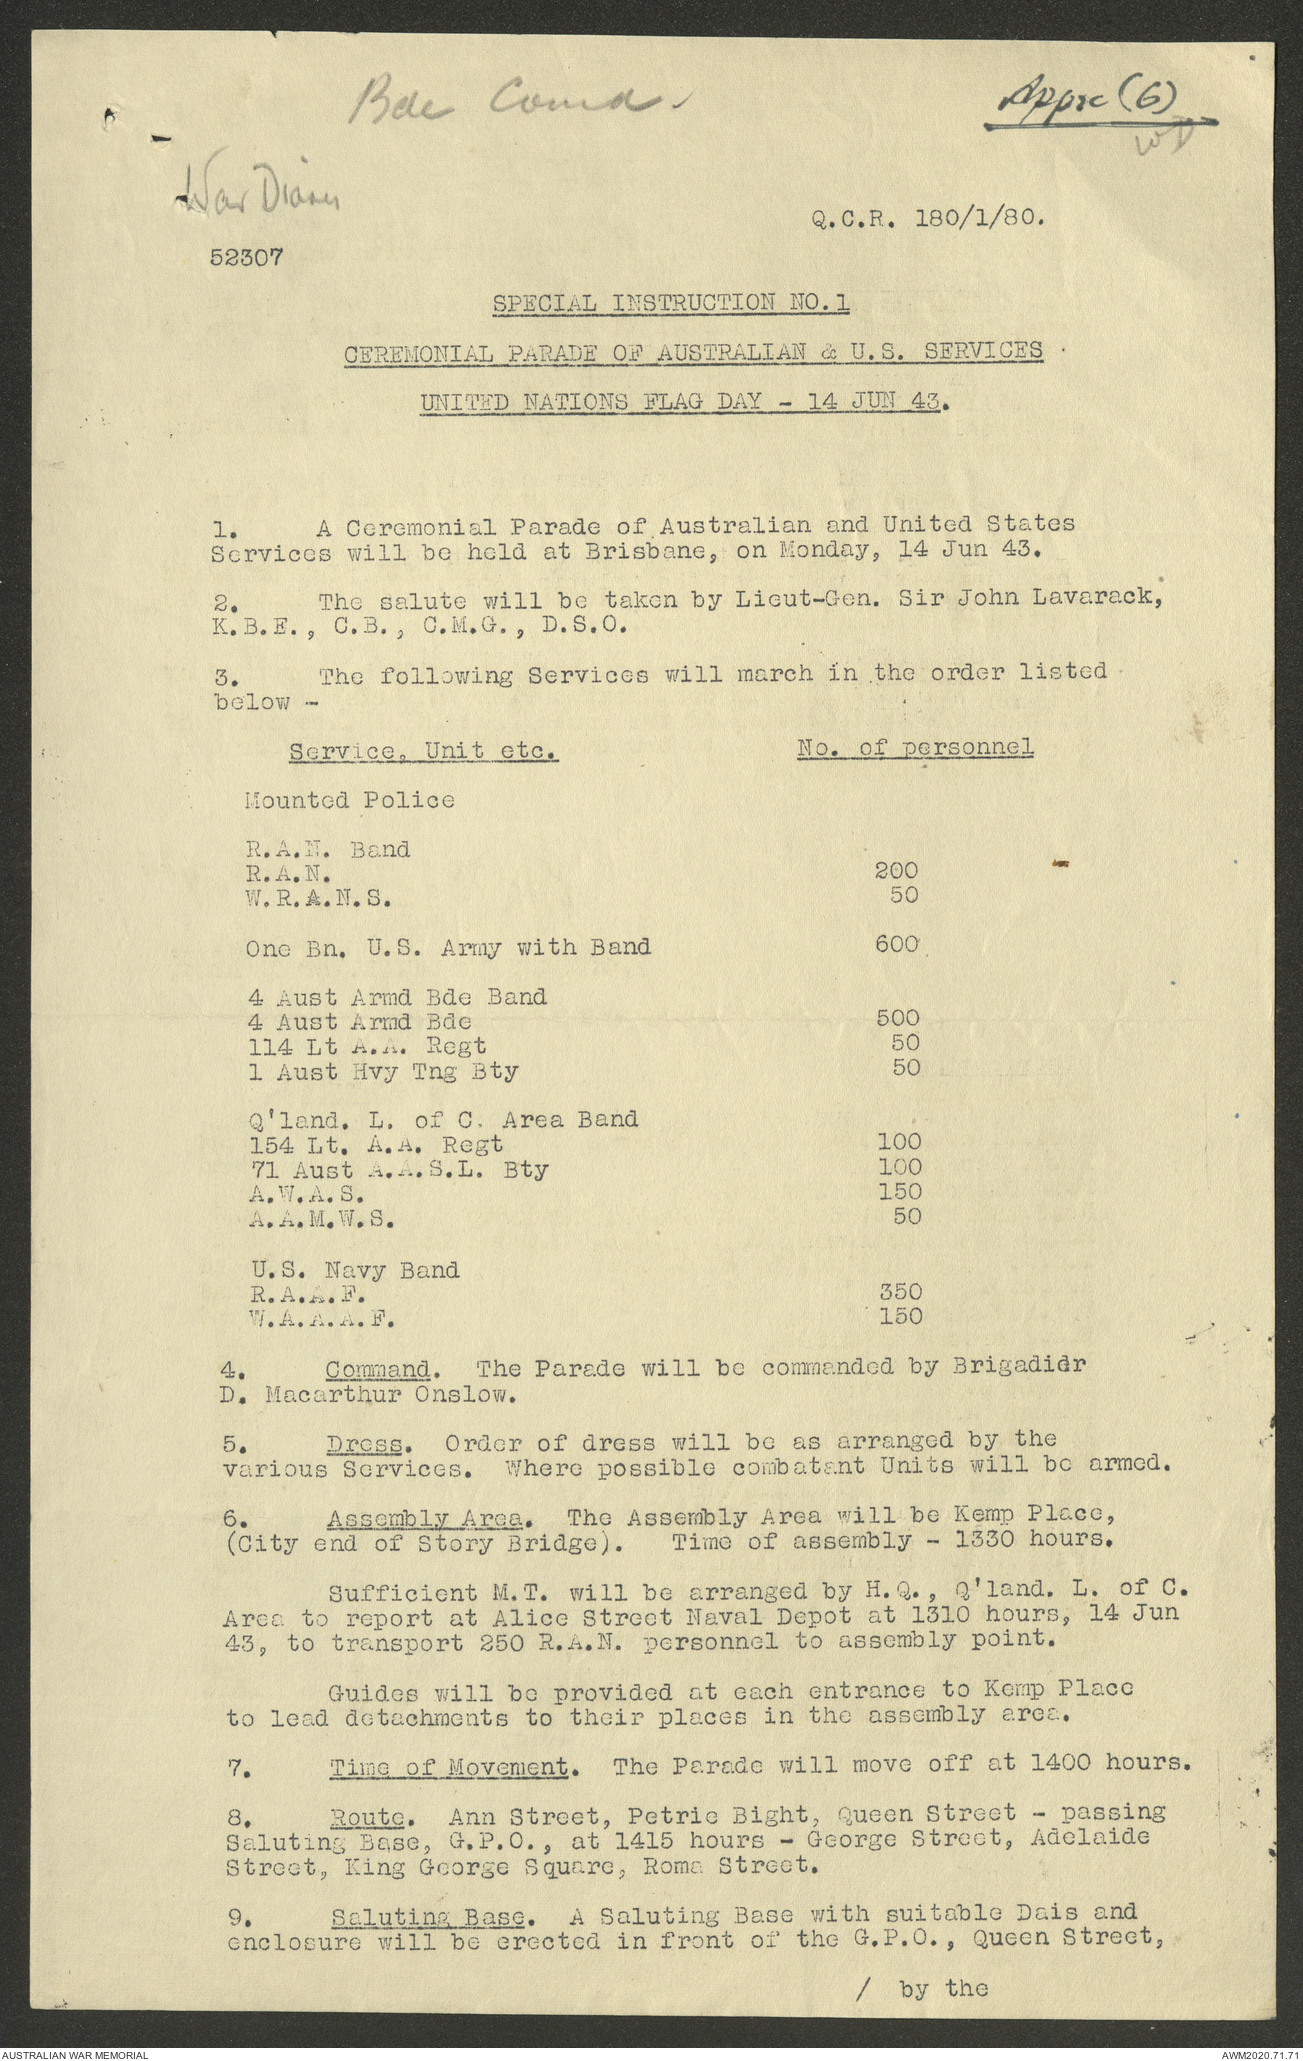 Bde Comd.
Appx (G)
WD
War Diary
Q.C.R. 180/1/80.
52307
SPECIAL INSTRUCTION NO.1
CEREMONIAL PARADE OF AUSTRALIAN & U.S. SERVICES
UNITED NATIONS FLAG DAY - 14 JUN 43.
1. A Ceremonial Parade of Australian and United States
Services will be held at Brisbane, on Monday, 14 Jun 43.
2. The salute will be taken by Lieut-Gen. Sir John Lavarack,
K.B.E., C.B., C.M.G., D.S.O.
3. The following Services will march in the order listed
below -
Service, Unit etc. No. of personnel
Mounted Police
R.A.N. Band
R.A.N. 200
W.R.A.N.S. 50
One Bn. U.S. Army with Band 600
4 Aust Armd Bde Band
4 Aust Armd Bde 500
114 Lt A.A. Regt 50
1 Aust Hvy Tng Bty 50
Q'land. L. of C. Area Band
154 Lt. A.A. Regt 100
71 Aust A.A.S.L. Bty 100
A.W.A.S. 150
A.A.M.W.S. 50
U.S. Navy Band
R.A.A.F. 350
W.A.A.A.F. 150
4. Command. The Parade will be commanded by Brigadier
D. Macarthur Onslow.
5. Dress. Order of dress will be as arranged by the
various Services. Where possible combatant Units will be armed.
6. Assembly Area. The Assembly Area will be Kemp Place,
(City end of Story Bridge). Time of assembly - 1330 hours.
Sufficient M.T. will be arranged by H.Q., Q'land. L. of C.
Area to report at Alice Street Naval Depot at 1310 hours, 14 Jun
43, to transport 250 R.A.N. personnel to assembly point.
Guides will be provided at each entrance to Kemp Place
to lead detachments to their places in the assembly area.
7. Time of Movement. The Parade will move off at 1400 hours.
8. Route. Ann Street, Petrie Bight, Queen Street - passing
Saluting Base, G.P.O., at 1415 hours - George Street, Adelaide
Street, King George Square, Roma Street.
9. Saluting Base. A Saluting Base with suitable Dais and
enclosure will be erected in front of the G.P.O., Queen Street,
/ by the
AUSTRALIAN WAR MEMORIAL AWM2020.71.71